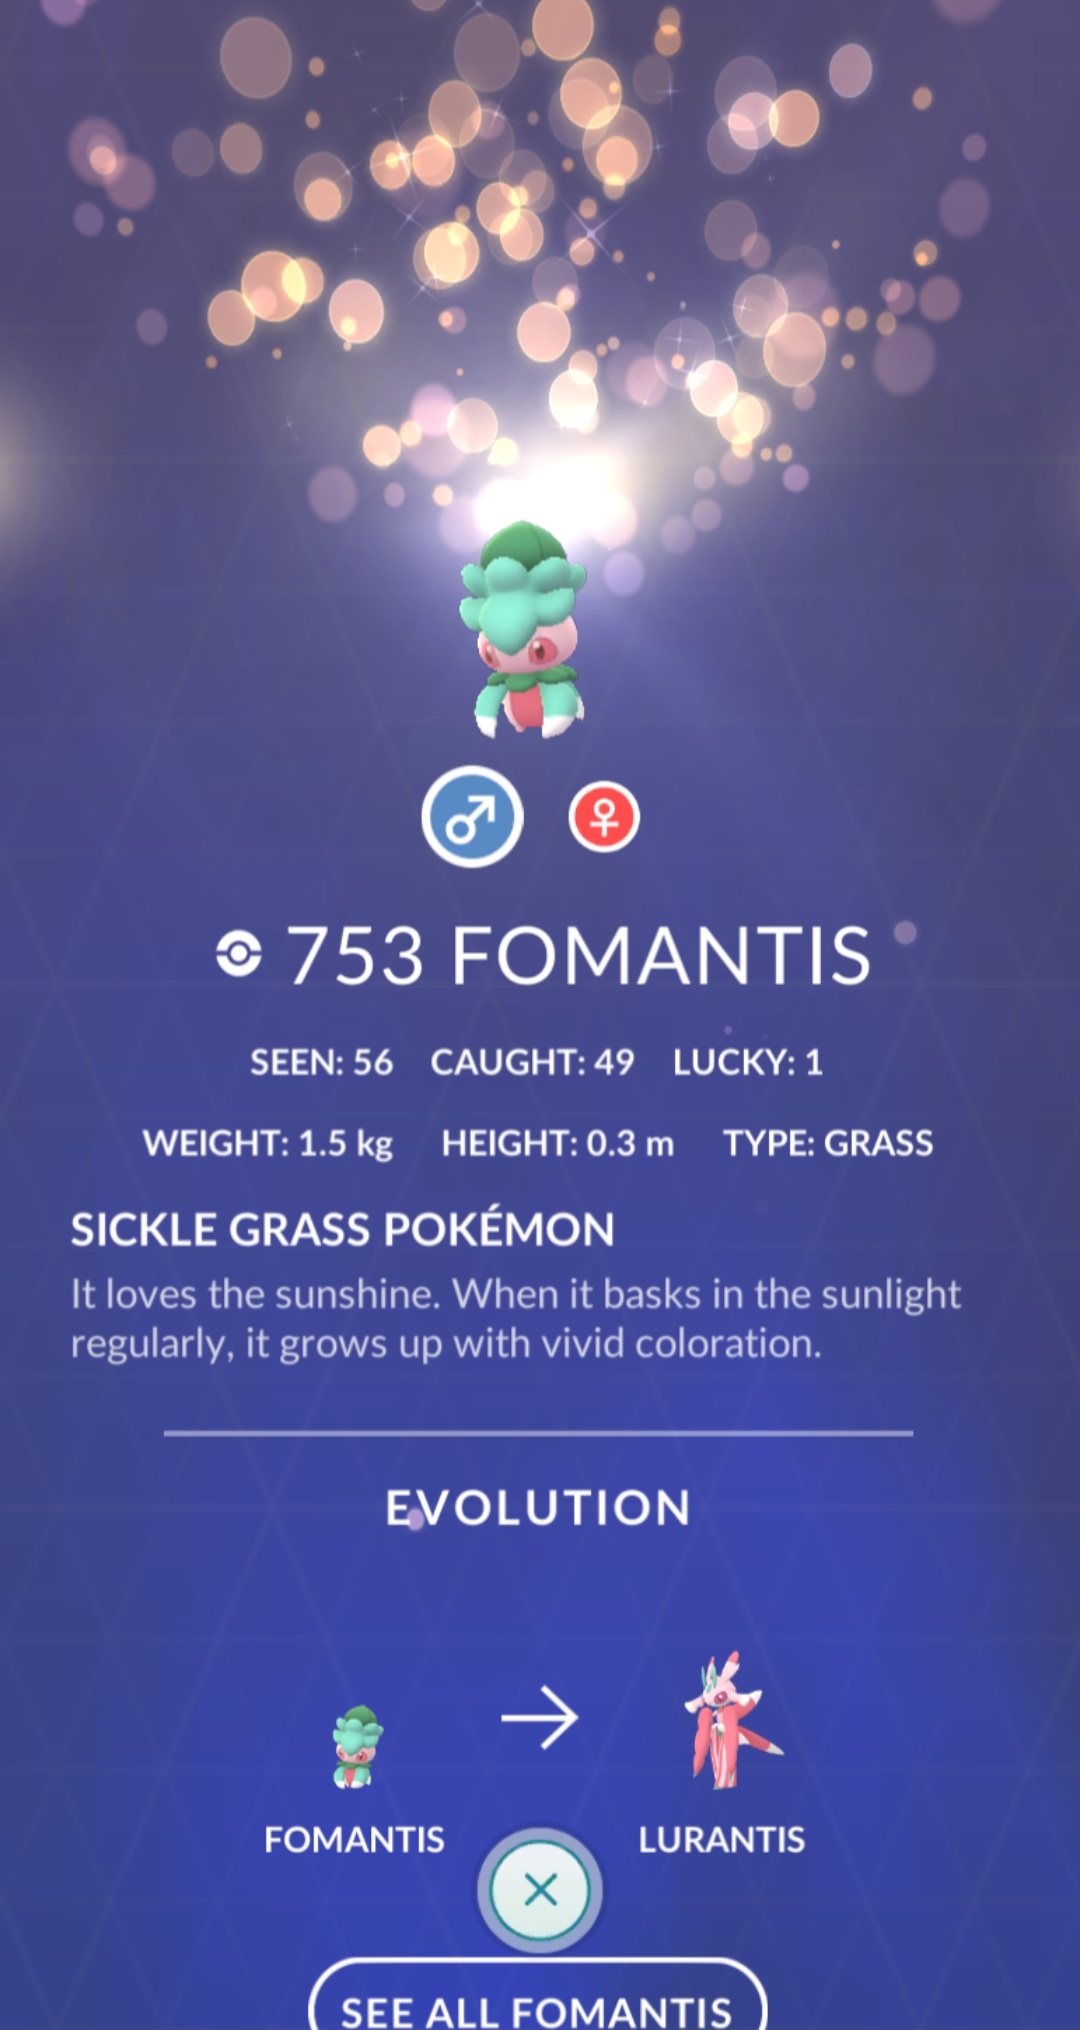 753 FOMANTIS
SEEN: 56 CAUGHT: 49 LUCKY: 1
WEIGHT: 1.5 kg HEIGHT: 0.3 m TYPE: GRASS
SICKLE GRASS POKÉMON
It loves the sunshine. When it basks in the sunlight
regularly, it grows up with vivid coloration.
EVOLUTION
FOMANTIS LURANTIS
SEE ALL FOMANTIS